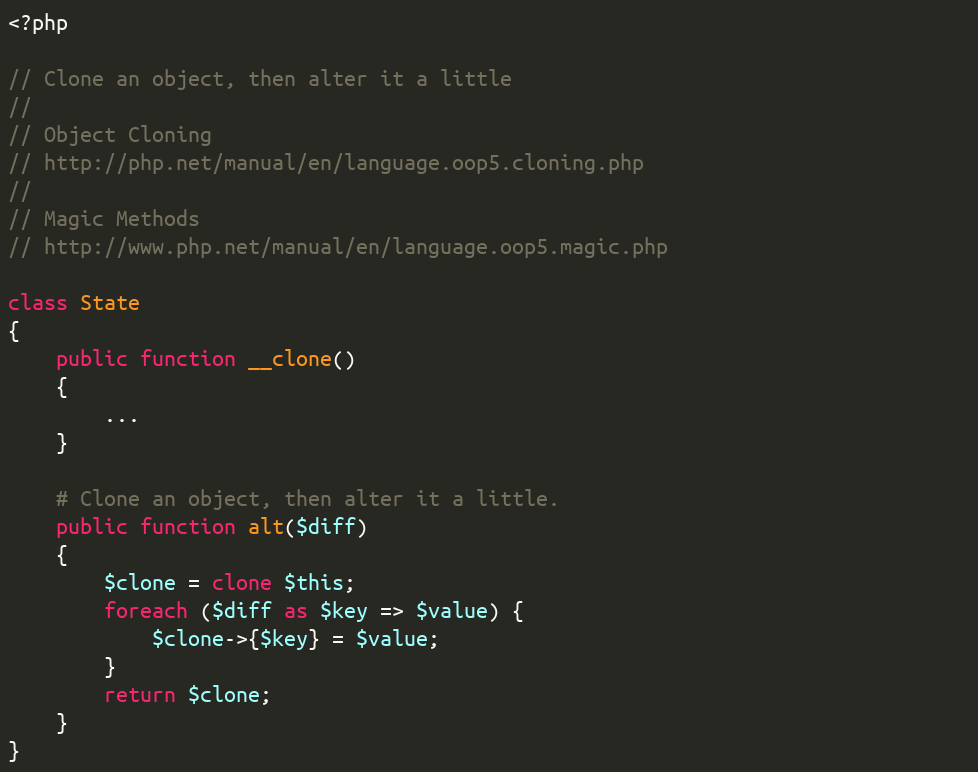 <?php
// Clone an object, then alter it a little
//
// Object Cloning
// http://php.net/manual/en/language.oop5.cloning.php
//
// Magic Methods
// http://www.php.net/manual/en/language.oop5.magic.php
class State
{
    public function __clone()
    {
        ...
    }
    # Clone an object, then alter it a little.
    public function alt($diff)
    {
        $clone = clone $this;
        foreach ($diff as $key => $value) {
            $clone->{$key} = $value;
        }
        return $clone;
    }
}